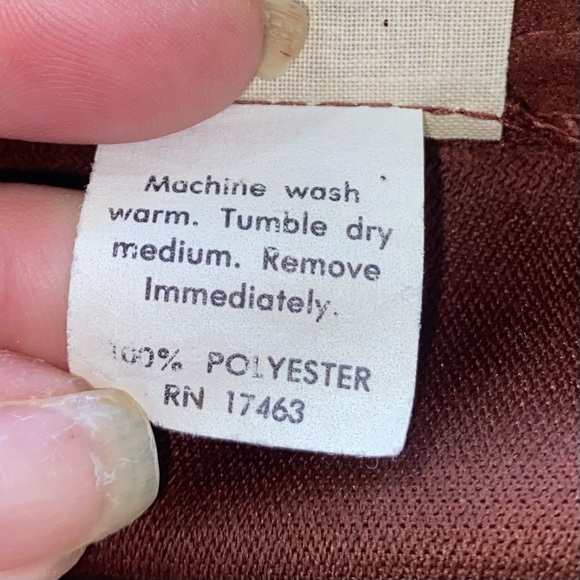 Machine wash
warm. Tumble dry
medium. Remove
Immediately.
100% POLYESTER
RN 17463